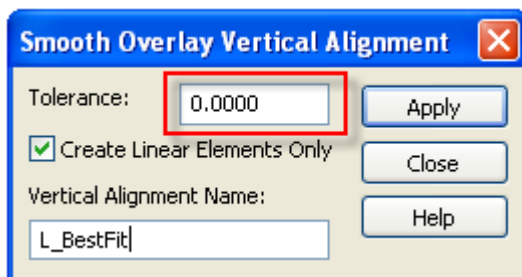 Smooth Overlay Vertical Alignment
Tolerance: 0.0000 Apply
Create Linear Elements Only Close
Vertical Alignment Name: Help
L_BestFit